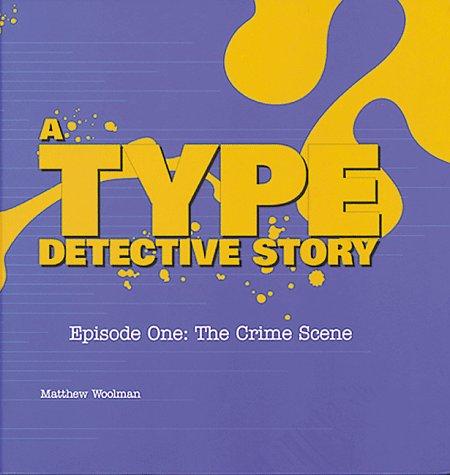 A
TYPE
DETECTIVE STORY
Episode One: The Crime Scene
Matthew Woolman